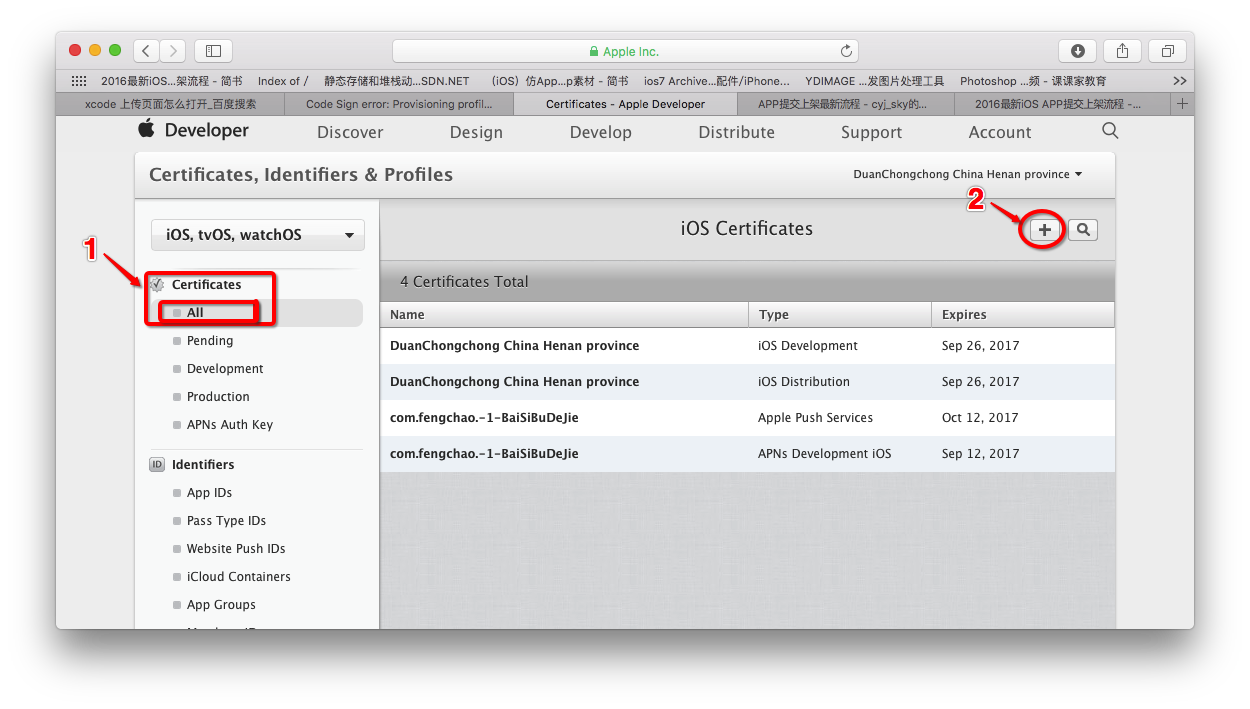 Apple Inc.
2016最新iOS...架流程 - 简书 Index of / 静态存储和堆栈动...SDN.NET （iOS）仿App...p素材 - 简书 ios7 Archive...配件/iPhone... YDIMAGE ...发图片处理工具 Photoshop ...频 - 课课家教育 >>
xcode 上传页面怎么打开_百度搜索 Code Sign error: Provisioning profil... Certificates - Apple Developer APP提交上架最新流程 - cyj_sky的... 2016最新iOS APP提交上架流程 -... +
Developer Discover Design Develop Distribute Support Account
Certificates, Identifiers & Profiles DuanChongchong China Henan province
2
iOS, tvOS, watchOS iOS Certificates +
1
Certificates 4 Certificates Total
All Name Type Expires
Pending DuanChongchong China Henan province iOS Development Sep 26, 2017
Development DuanChongchong China Henan province iOS Distribution Sep 26, 2017
Production com.fengchao.-1-BaiSiBuDeJie Apple Push Services Oct 12, 2017
APNs Auth Key com.fengchao.-1-BaiSiBuDeJie APNs Development iOS Sep 12, 2017
ID Identifiers
App IDs
Pass Type IDs
Website Push IDs
iCloud Containers
App Groups